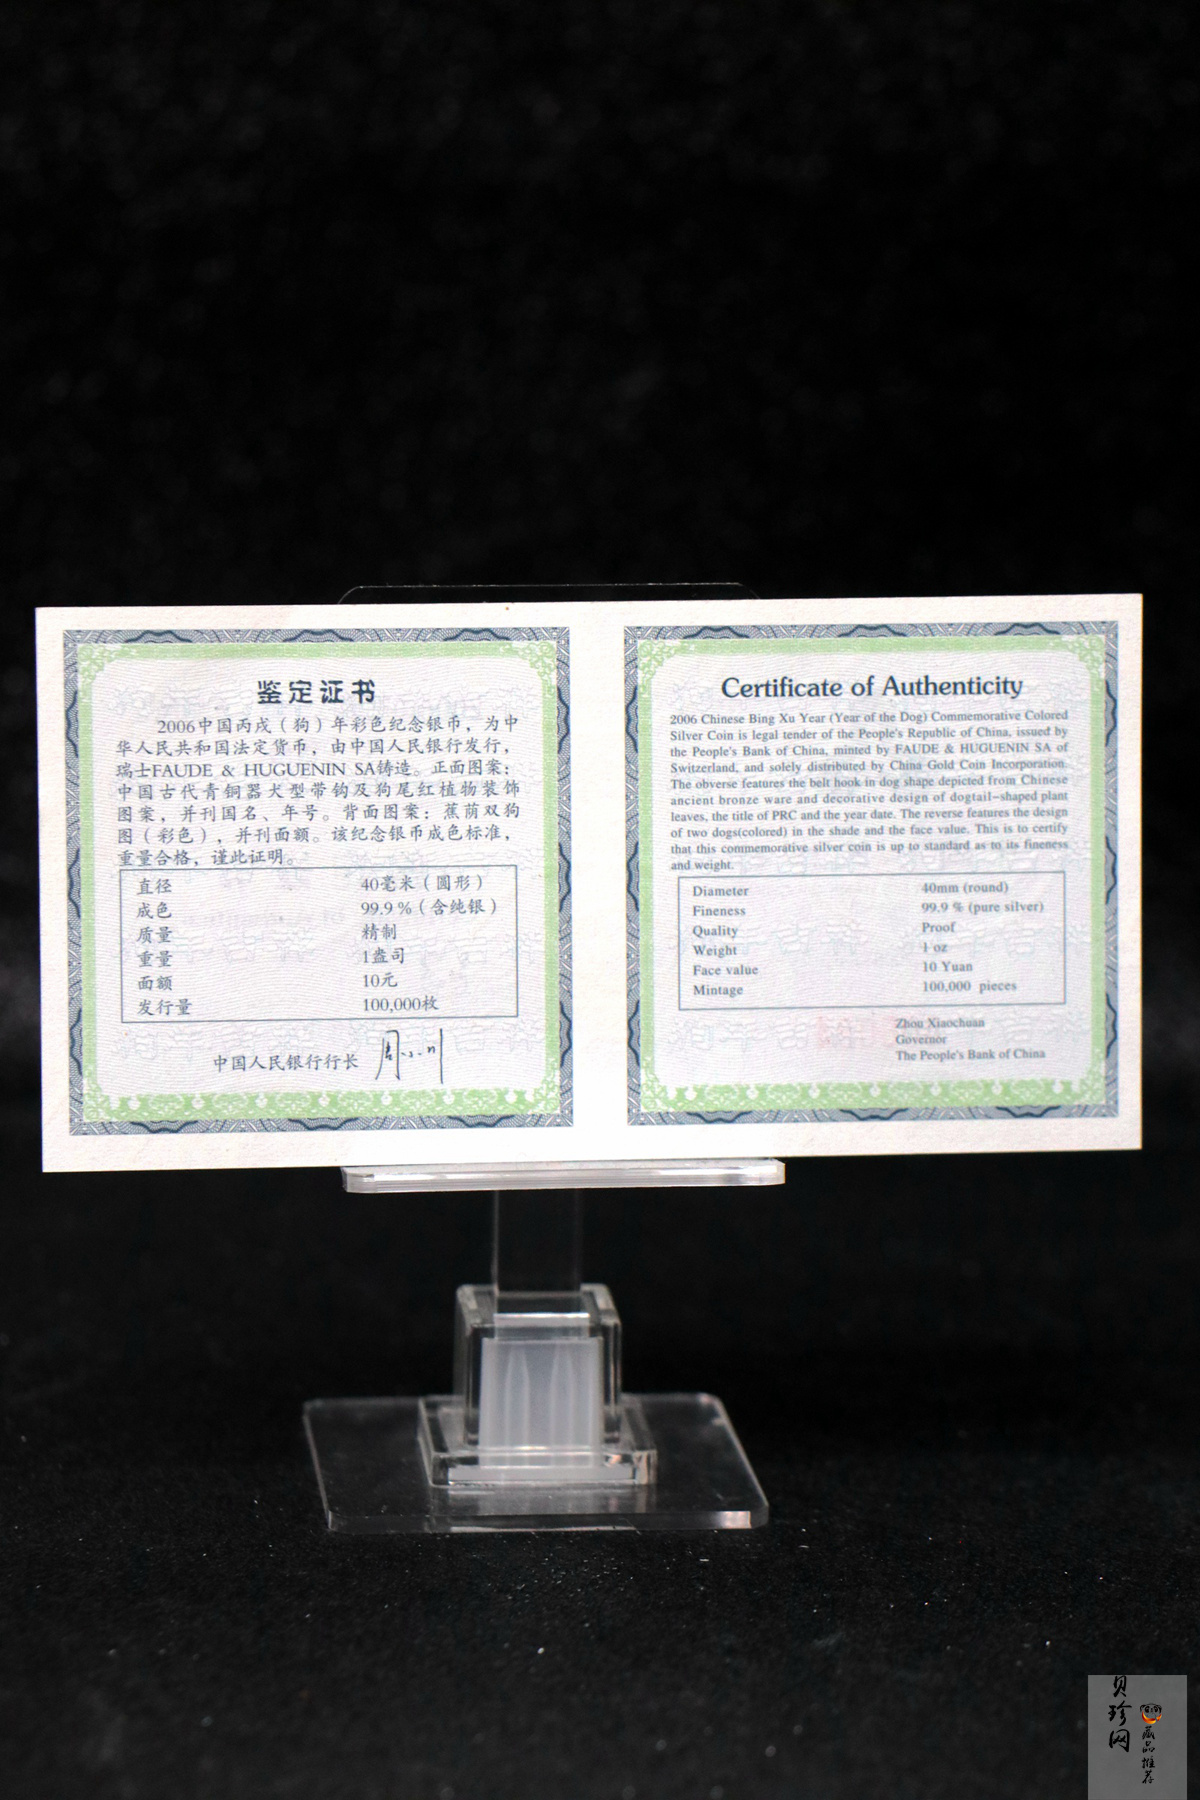 鉴定证书
2006中国丙戌（狗）年彩色纪念银币，为中
华人民共和国法定货币，由中国人民银行发行，
瑞士FAUDE & HUGUENIN SA铸造。正面图案：
中国古代青铜器犬型带钩及狗尾红植物装饰
图案，并刊国名、年号。背面图案：蕉荫双狗
图（彩色），并刊面额。该纪念银币成色标准，
重量合格，谨此证明。
直径 40毫米（圆形）
成色 99.9％（含纯银）
质量 精制
重量 1盎司
面额 10元
发行量 100,000枚
中国人民银行行长 周小川
Certificate of Authenticity
2006 Chinese Bing Xu Year (Year of the Dog) Commemorative Colored
Silver Coin is legal tender of the People's Republic of China, issued by
the People's Bank of China, minted by FAUDE & HUGUENIN SA of
Switzerland, and solely distributed by China Gold Coin Incorporation.
The obverse features the belt hook in dog shape depicted from Chinese
ancient bronze ware and decorative design of dogtail-shaped plant
leaves, the title of PRC and the year date. The reverse features the design
of two dogs(colored) in the shade and the face value. This is to certify
that this commemorative silver coin is up to standard as to its fineness
and weight.
Diameter 40mm (round)
Fineness 99.9 % (pure silver)
Quality Proof
Weight 1 oz
Face value 10 Yuan
Mintage 100,000 pieces
Zhou Xiaochuan
Governor
The People's Bank of China
贝珍网
藏品推荐